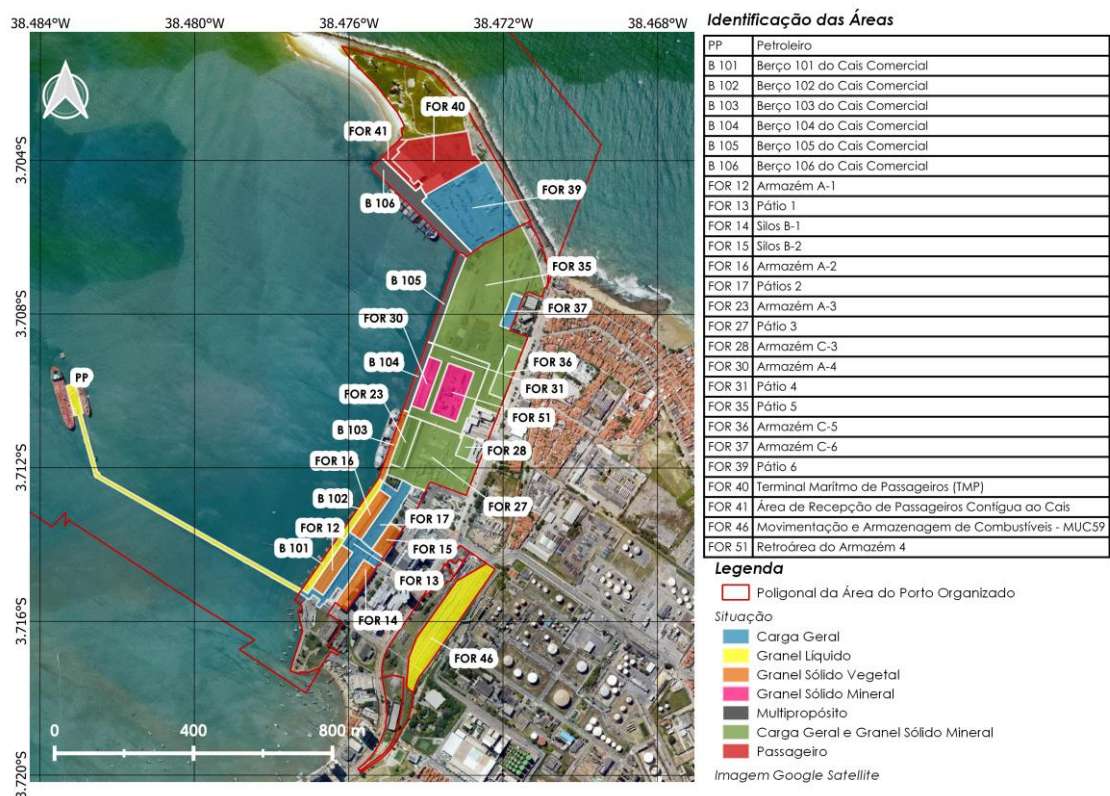 38.484°W 38.480°W 38.476°W 38.472°W 38.468°W
3.704°S
3.708°S
3.712°S
3.716°S
3.720°S
FOR 40
FOR 41
FOR 39
B 106
FOR 35
B 105
FOR 37
FOR 30
FOR 36
B 104
PP
FOR 31
FOR 23
FOR 51
B 103
FOR 28
FOR 16
B 102
FOR 27
FOR 17
FOR 12
FOR 15
B 101
FOR 13
FOR 14
FOR 46
0 400 800 m
Identificação das Áreas
PP Petroleiro
B 101 Berço 101 do Cais Comercial
B 102 Berço 102 do Cais Comercial
B 103 Berço 103 do Cais Comercial
B 104 Berço 104 do Cais Comercial
B 105 Berço 105 do Cais Comercial
B 106 Berço 106 do Cais Comercial
FOR 12 Armazém A-1
FOR 13 Pátio 1
FOR 14 Silos B-1
FOR 15 Silos B-2
FOR 16 Armazém A-2
FOR 17 Pátios 2
FOR 23 Armazém A-3
FOR 27 Pátio 3
FOR 28 Armazém C-3
FOR 30 Armazém A-4
FOR 31 Pátio 4
FOR 35 Pátio 5
FOR 36 Armazém C-5
FOR 37 Armazém C-6
FOR 39 Pátio 6
FOR 40 Terminal Marítmo de Passageiros (TMP)
FOR 41 Área de Recepção de Passageiros Contígua ao Cais
FOR 46 Movimentação e Armazenagem de Combustíveis - MUC59
FOR 51 Retroárea do Armazém 4
Legenda
Poligonal da Área do Porto Organizado
Situação
Carga Geral
Granel Líquido
Granel Sólido Vegetal
Granel Sólido Mineral
Multipropósito
Carga Geral e Granel Sólido Mineral
Passageiro
Imagem Google Satellite